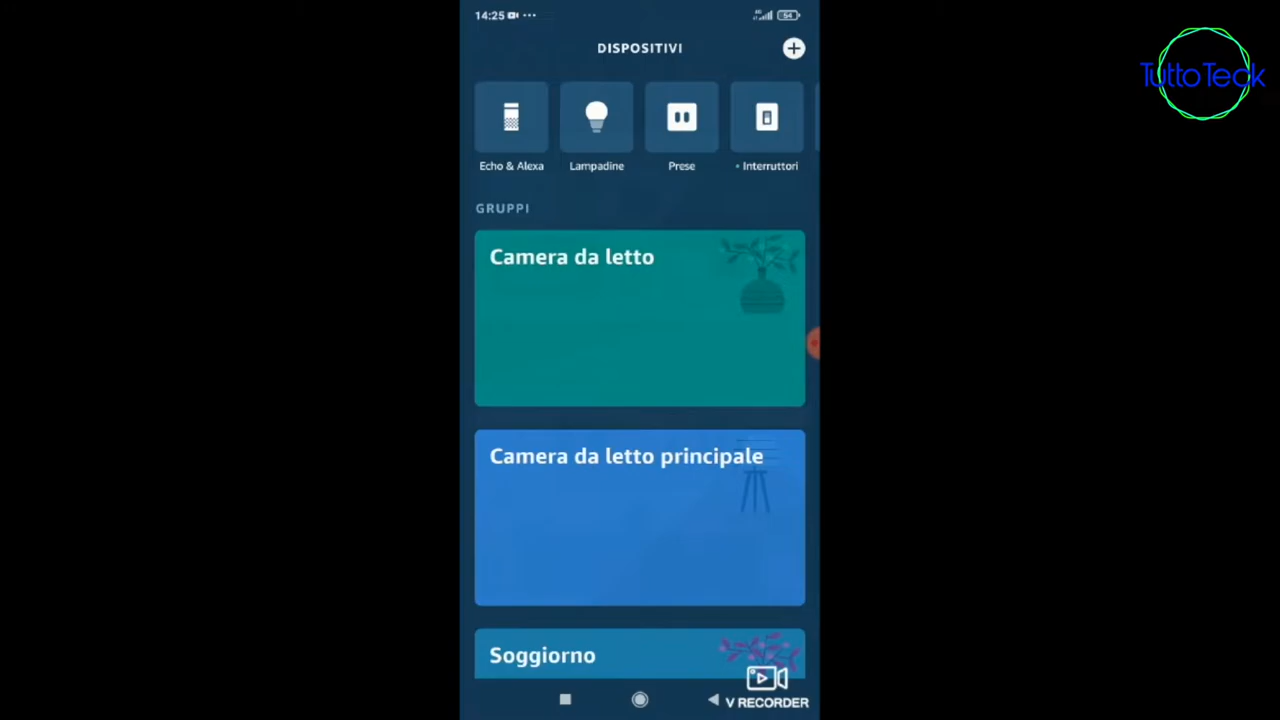 14:25
54
TuttoTeck
DISPOSITIVI
Echo & Alexa
Lampadine
Prese
Interruttori
GRUPPI
Camera da letto
Camera da letto principale
Soggiorno
V RECORDER